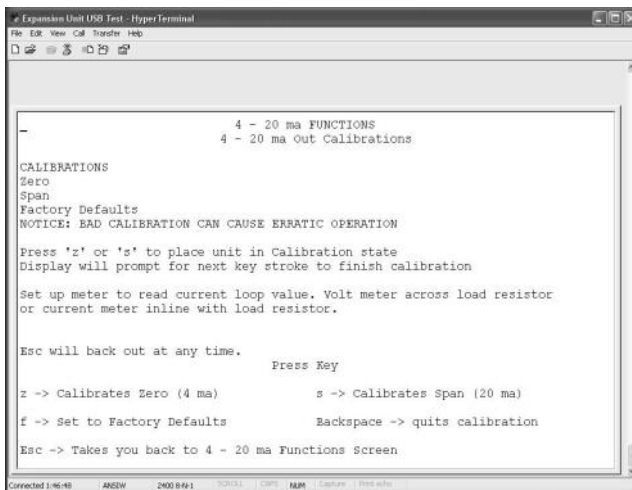 Expansion Unit USB Test - HyperTerminal
File Edit View Call Transfer Help
4 - 20 ma FUNCTIONS
4 - 20 ma Out Calibrations
CALIBRATIONS
Zero
Span
Factory Defaults
NOTICE: BAD CALIBRATION CAN CAUSE ERRATIC OPERATION
Press 'z' or 's' to place unit in Calibration state
Display will prompt for next key stroke to finish calibration
Set up meter to read current loop value. Volt meter across load resistor
or current meter inline with load resistor.
Esc will back out at any time.
Press Key
z -> Calibrates Zero (4 ma) s -> Calibrates Span (20 ma)
f -> Set to Factory Defaults Backspace -> quits calibration
Esc -> Takes you back to 4 - 20 ma Functions Screen
Connected 1:46:48 ANSIW 2400 8-N-1 SCROLL CAPS NUM Capture Print echo